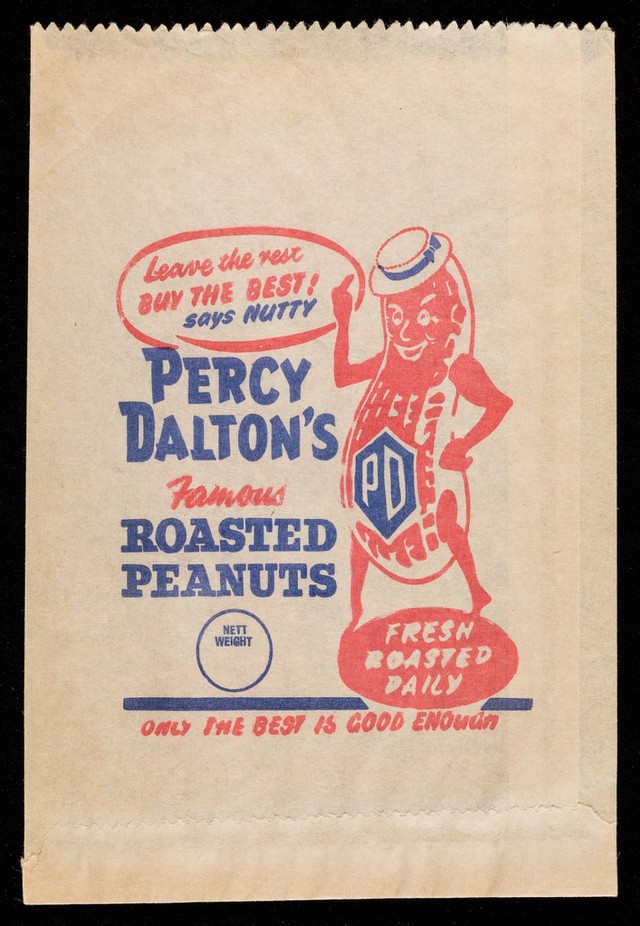 Leave the rest
BUY THE BEST!
says NUTTY
PERCY
DALTON'S
Famous
ROASTED
PEANUTS
NETT
WEIGHT
PD
FRESH
ROASTED
DAILY
ONLY THE BEST IS GOOD ENOUGH